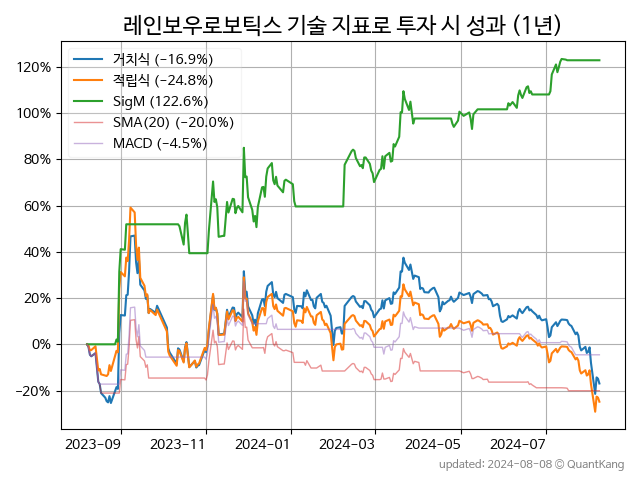 레인보우로보틱스 기술 지표로 투자 시 성과 (1년)
거치식 (−16.9%)
적립식 (−24.8%)
SigM (122.6%)
SMA(20) (−20.0%)
MACD (−4.5%)
120%
100%
80%
60%
40%
20%
0%
−20%
2023-09 2023-11 2024-01 2024-03 2024-05 2024-07
updated: 2024-08-08 © QuantKang